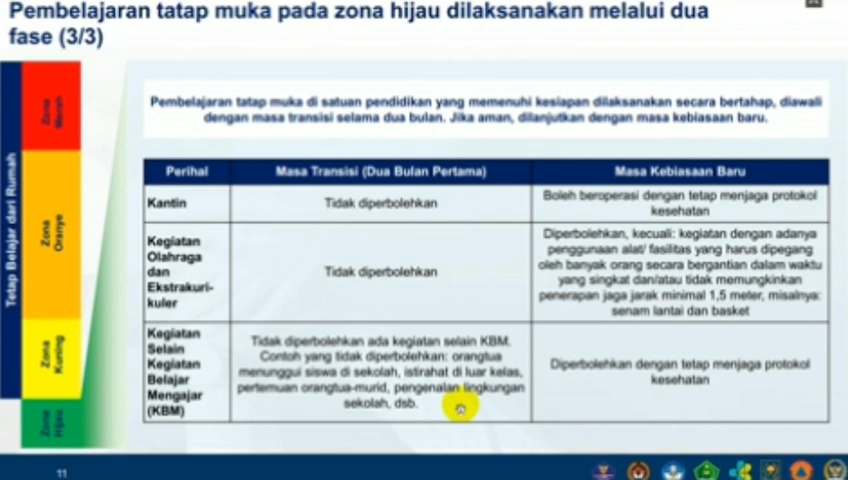 Pembelajaran tatap muka pada zona hijau dilaksanakan melalui dua
fase (3/3)
Tetap Belajar dari Rumah
Zona
Merah
Zona
Oranye
Zona
Kuning
Zona
Hijau
Pembelajaran tatap muka di satuan pendidikan yang memenuhi kesiapan dilaksanakan secara bertahap, diawali
dengan masa transisi selama dua bulan. Jika aman, dilanjutkan dengan masa kebiasaan baru.
Perihal
Masa Transisi (Dua Bulan Pertama)
Masa Kebiasaan Baru
Kantin
Tidak diperbolehkan
Boleh beroperasi dengan tetap menjaga protokol
kesehatan
Kegiatan
Olahraga
dan
Ekstrakuri-
kuler
Tidak diperbolehkan
Diperbolehkan, kecuali: kegiatan dengan adanya
penggunaan alat/ fasilitas yang harus dipegang
oleh banyak orang secara bergantian dalam waktu
yang singkat dan/atau tidak memungkinkan
penerapan jaga jarak minimal 1,5 meter, misalnya:
senam lantai dan basket
Kegiatan
Selain
Kegiatan
Belajar
Mengajar
(KBM)
Tidak diperbolehkan ada kegiatan selain KBM.
Contoh yang tidak diperbolehkan: orangtua
menunggui siswa di sekolah, istirahat di luar kelas,
pertemuan orangtua-murid, pengenalan lingkungan
sekolah, dsb.
Diperbolehkan dengan tetap menjaga protokol
kesehatan
11